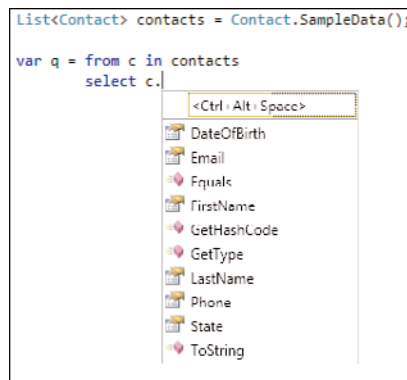 List<Contact> contacts = Contact.SampleData();
var q = from c in contacts
select c.
<Ctrl Alt Space>
DateOfBirth
Email
Equals
FirstName
GetHashCode
GetType
LastName
Phone
State
ToString